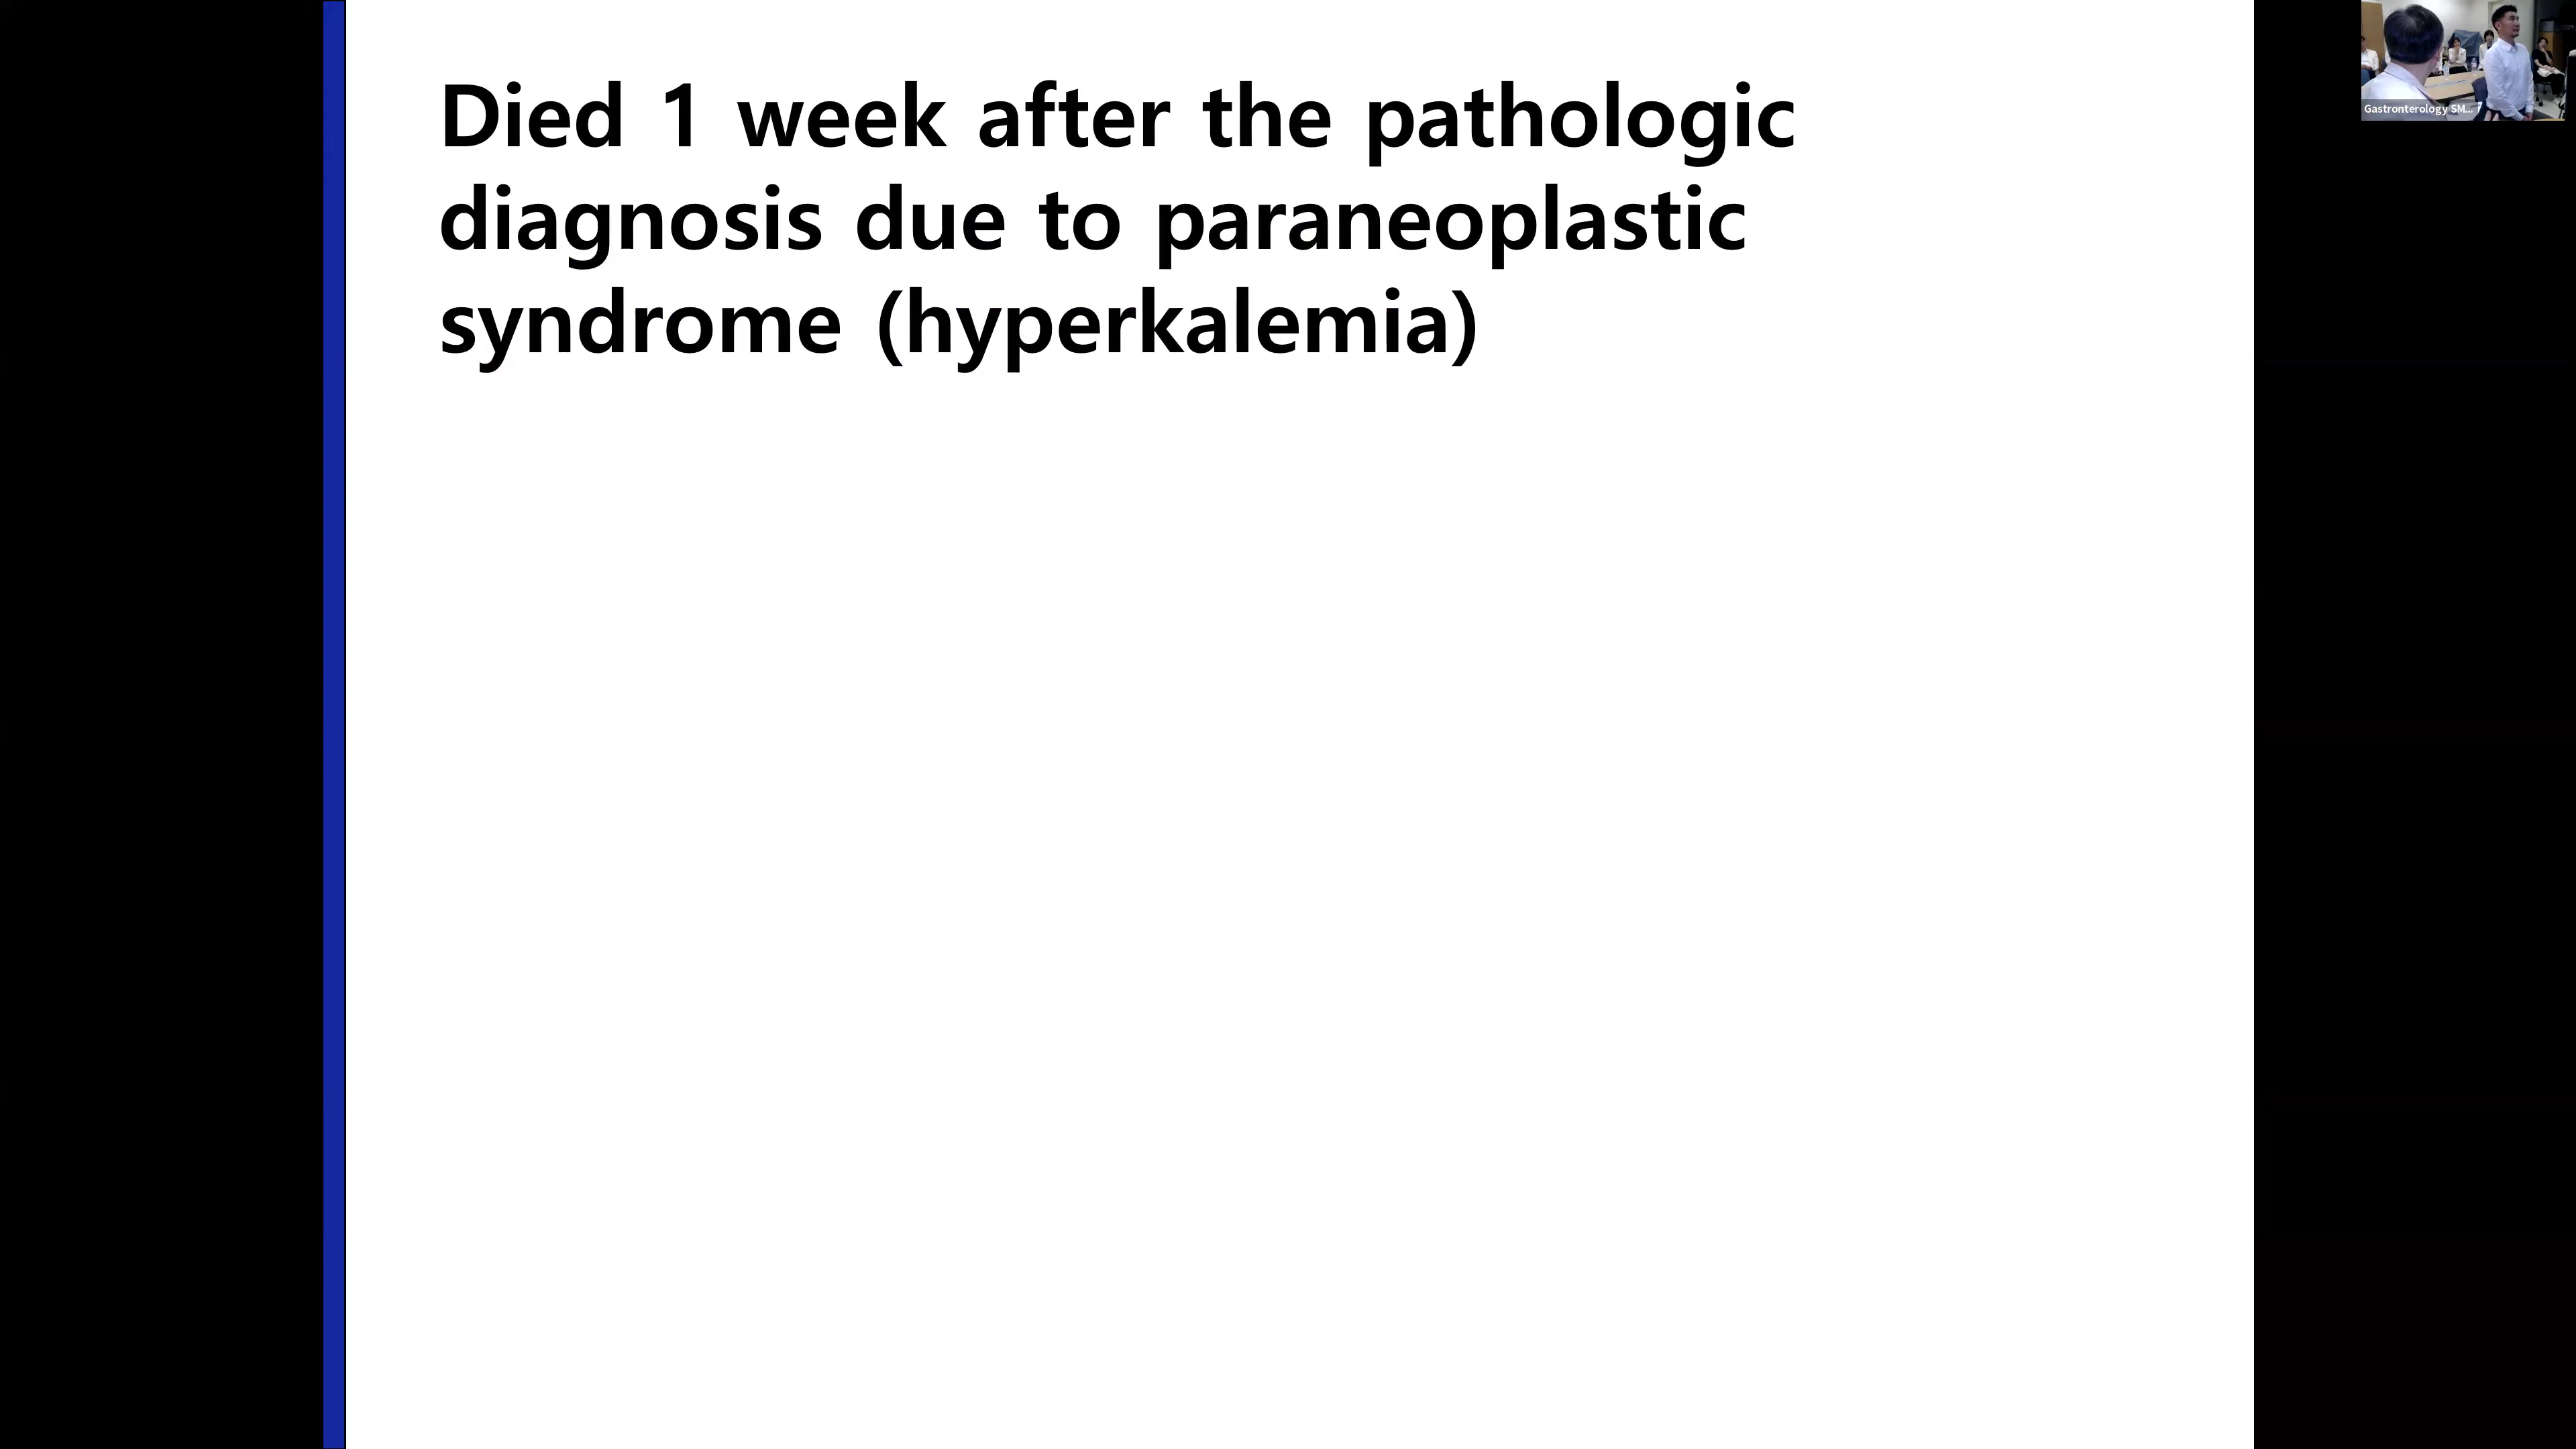 Died 1 week after the pathologic
diagnosis due to paraneoplastic
syndrome (hyperkalemia)
Gastronterology SM...